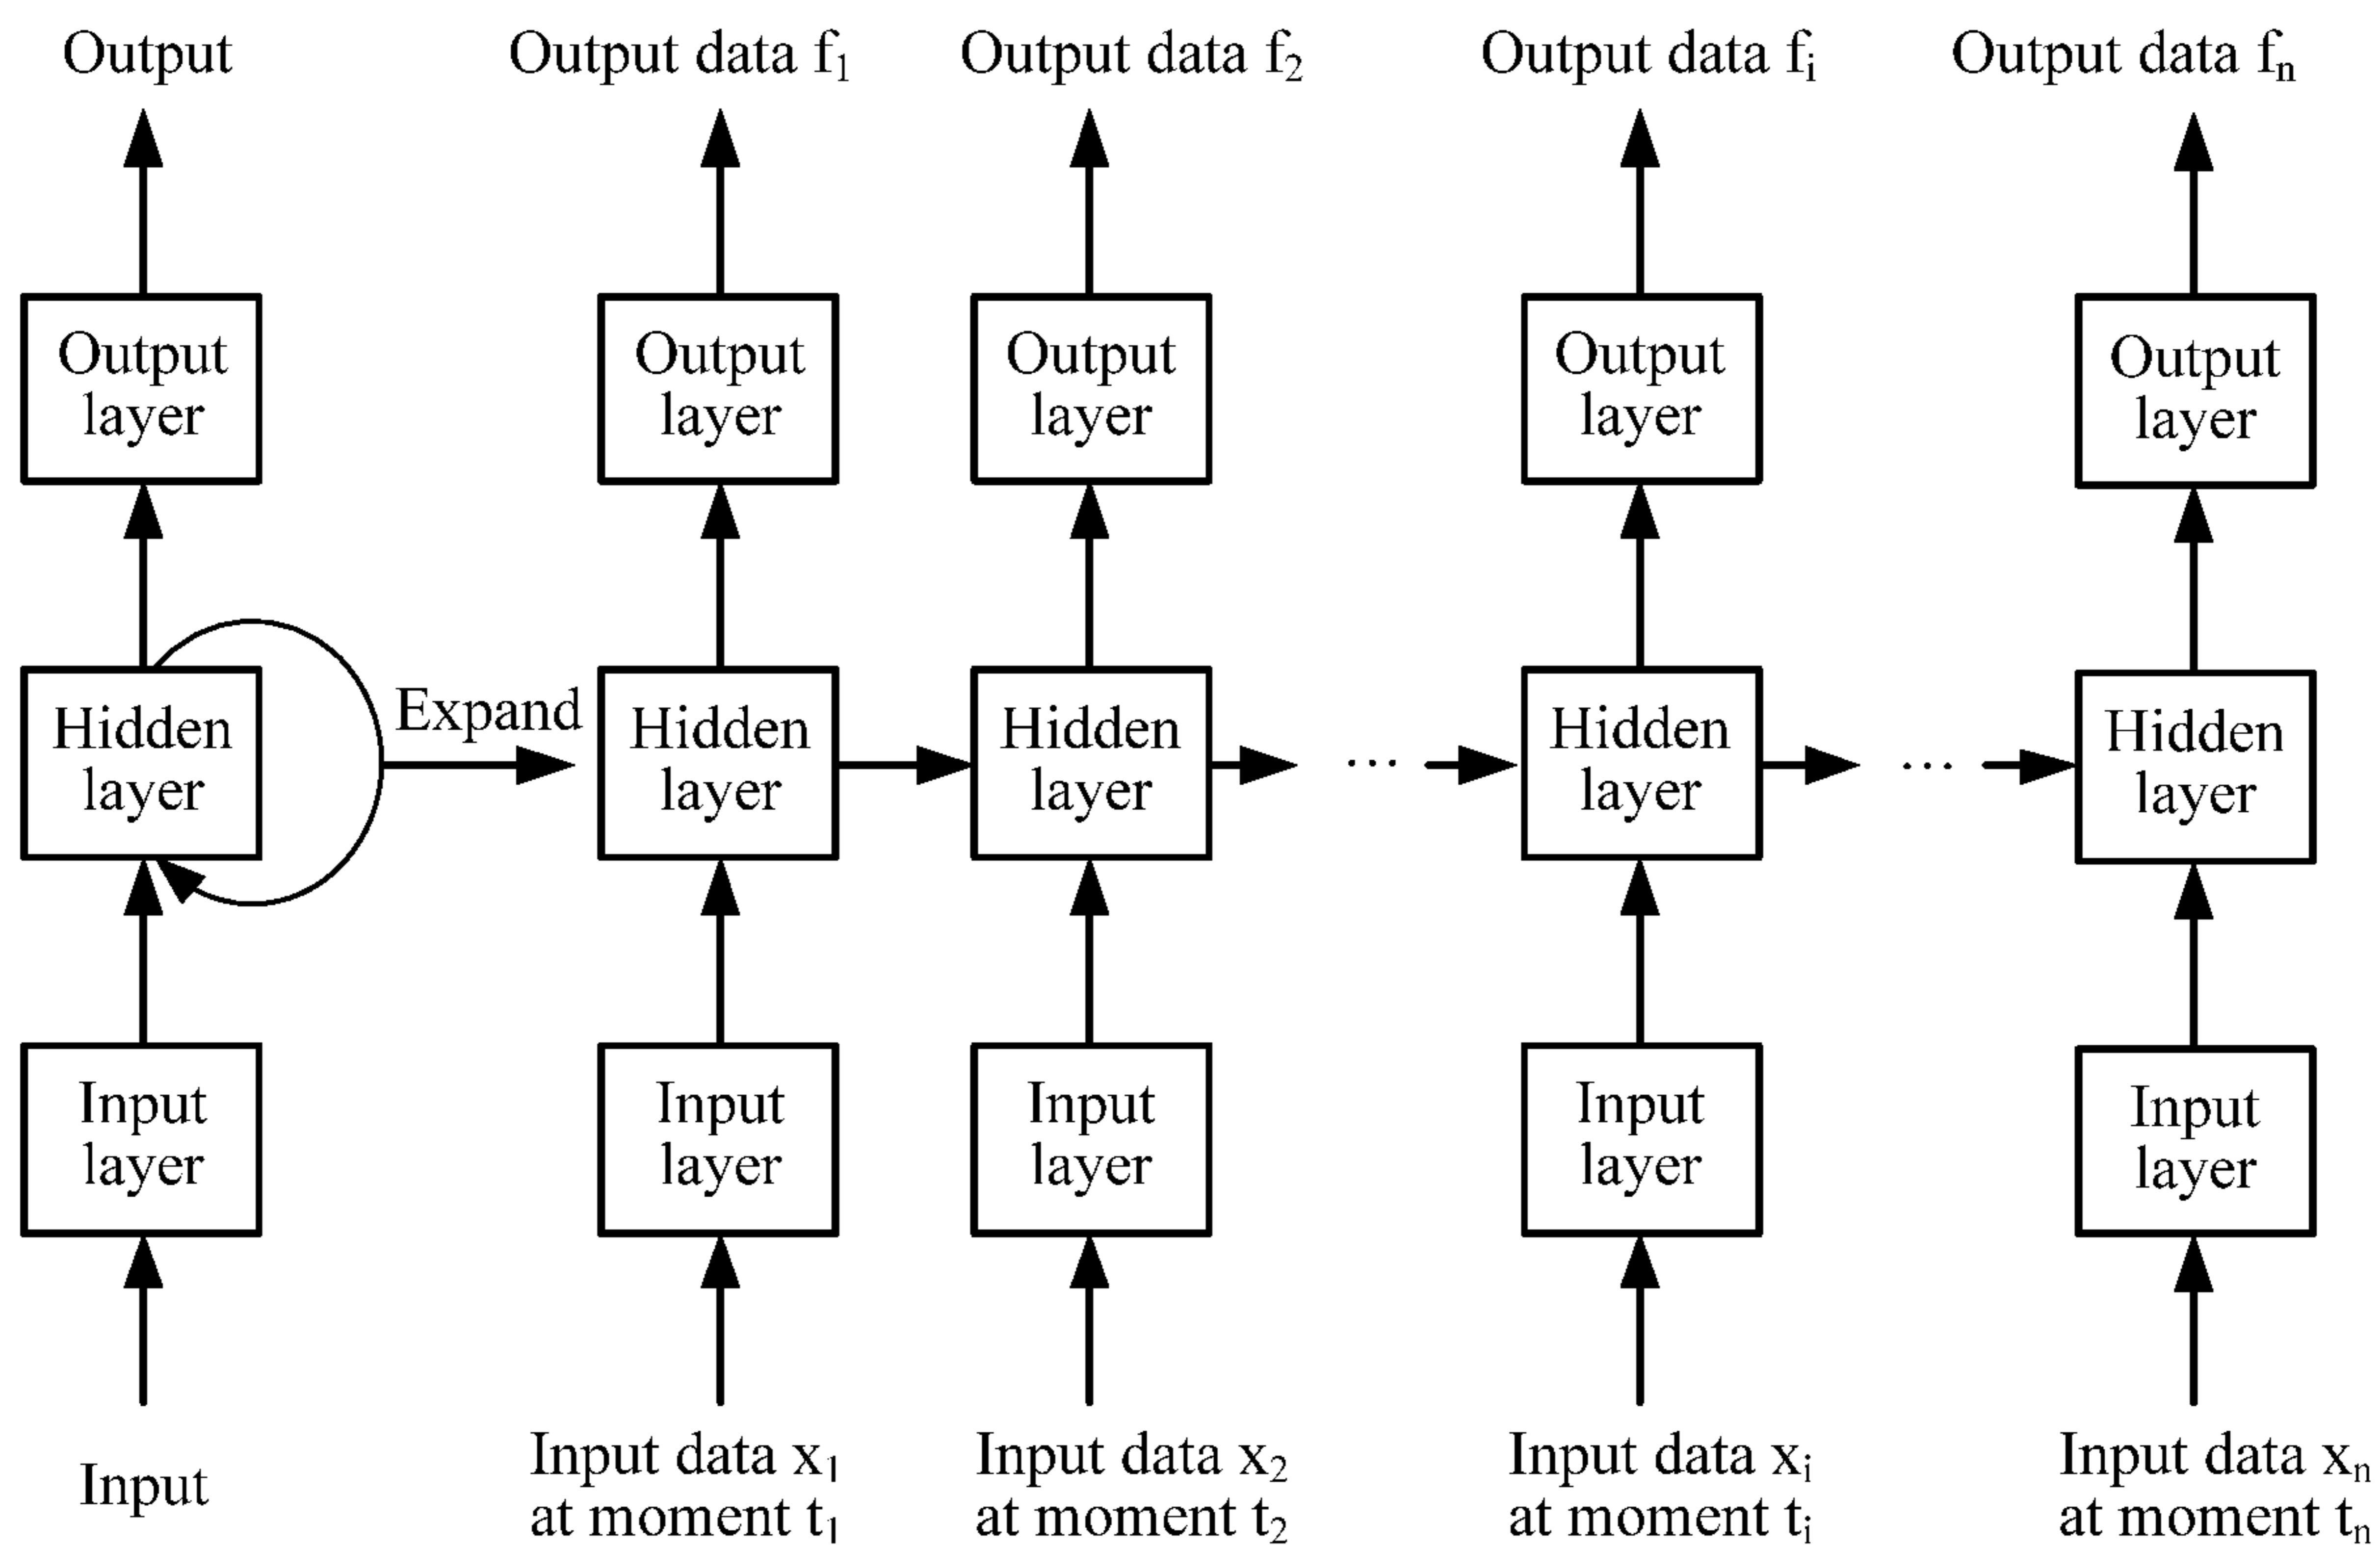 Output
Output data f₁
Output data f₂
Output data fᵢ
Output data fₙ
Output
layer
Output
layer
Output
layer
Output
layer
Output
layer
Hidden
layer
Expand
Hidden
layer
Hidden
layer
...
Hidden
layer
...
Hidden
layer
Input
layer
Input
layer
Input
layer
Input
layer
Input
layer
Input
Input data x₁
at moment t₁
Input data x₂
at moment t₂
Input data xᵢ
at moment tᵢ
Input data xₙ
at moment tₙ